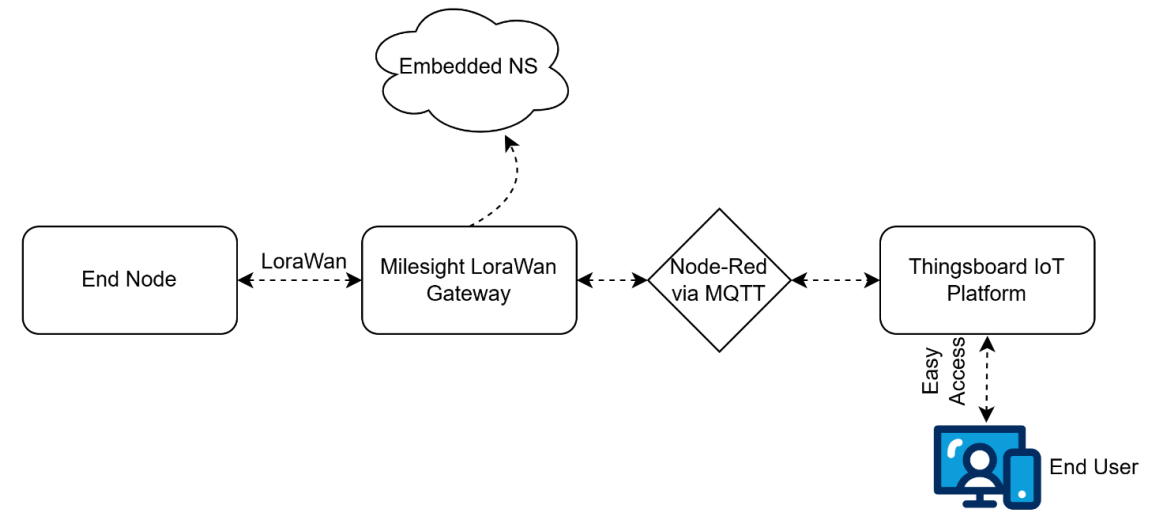 Embedded NS
End Node
LoraWan
Milesight LoraWan
Gateway
Node-Red
via MQTT
Thingsboard IoT
Platform
Easy
Access
End User